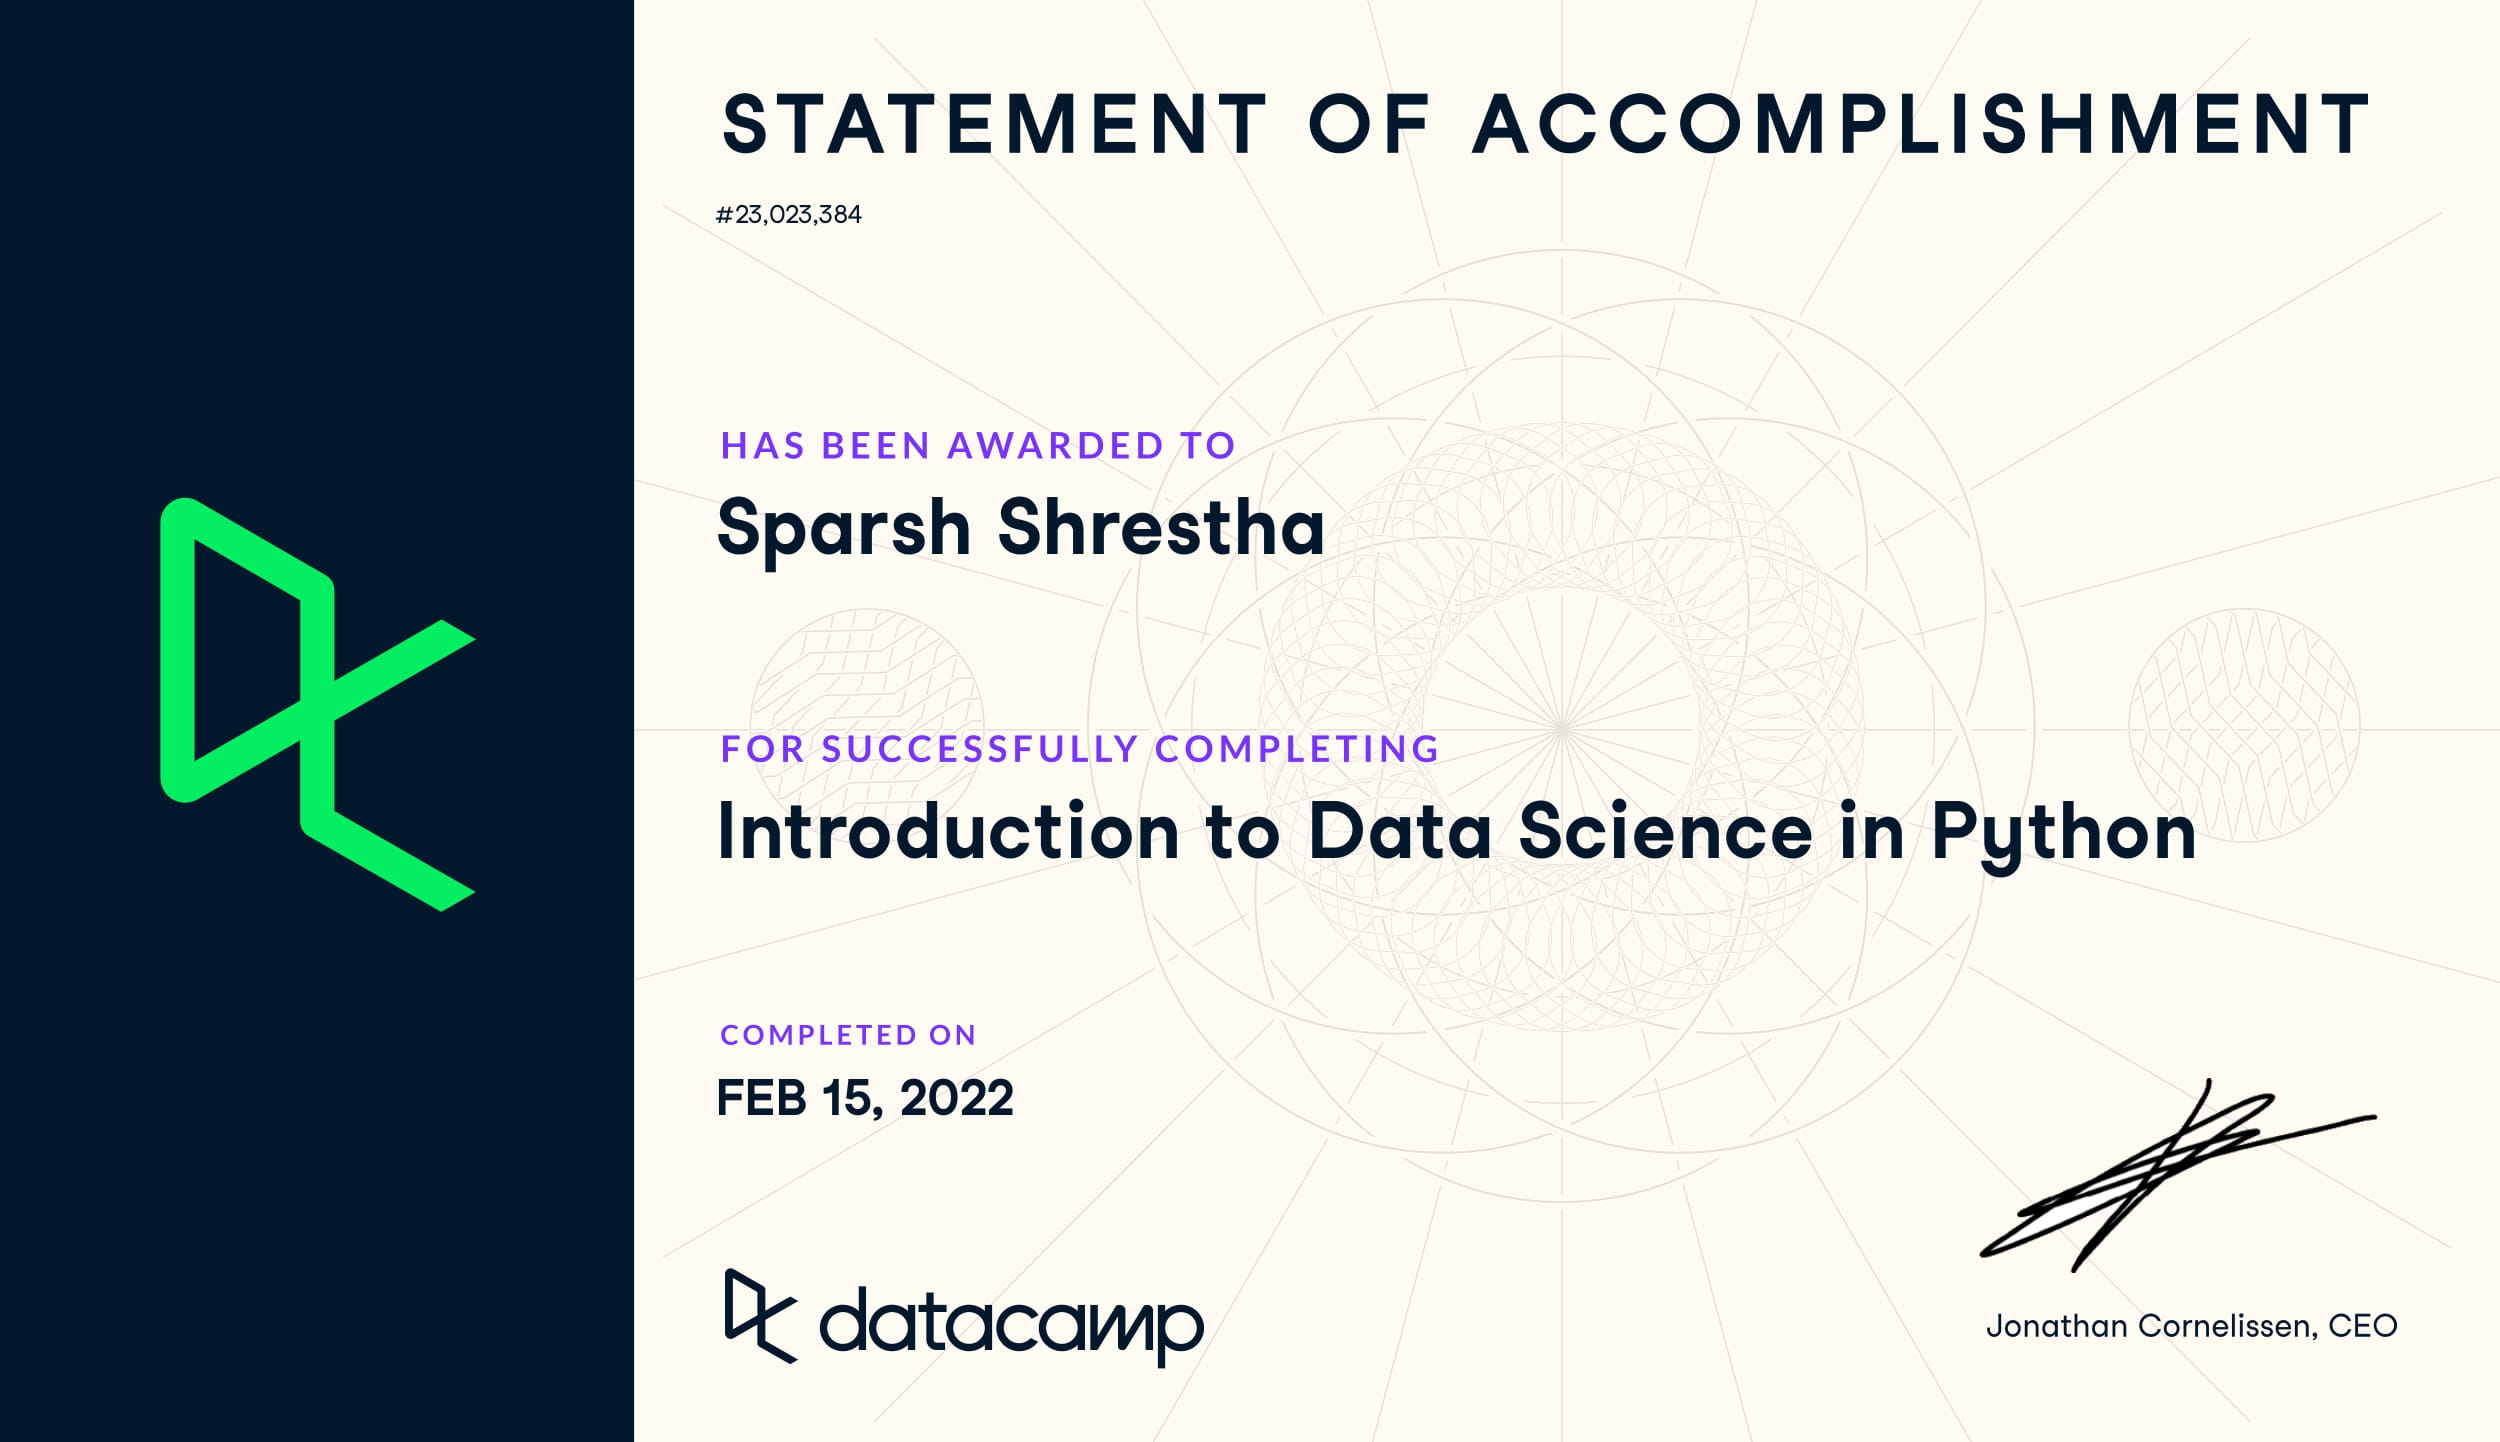 STATEMENT OF ACCOMPLISHMENT
#23,023,384
HAS BEEN AWARDED TO
Sparsh Shrestha
FOR SUCCESSFULLY COMPLETING
Introduction to Data Science in Python
COMPLETED ON
FEB 15, 2022
datacamp
Jonathan Cornelissen, CEO